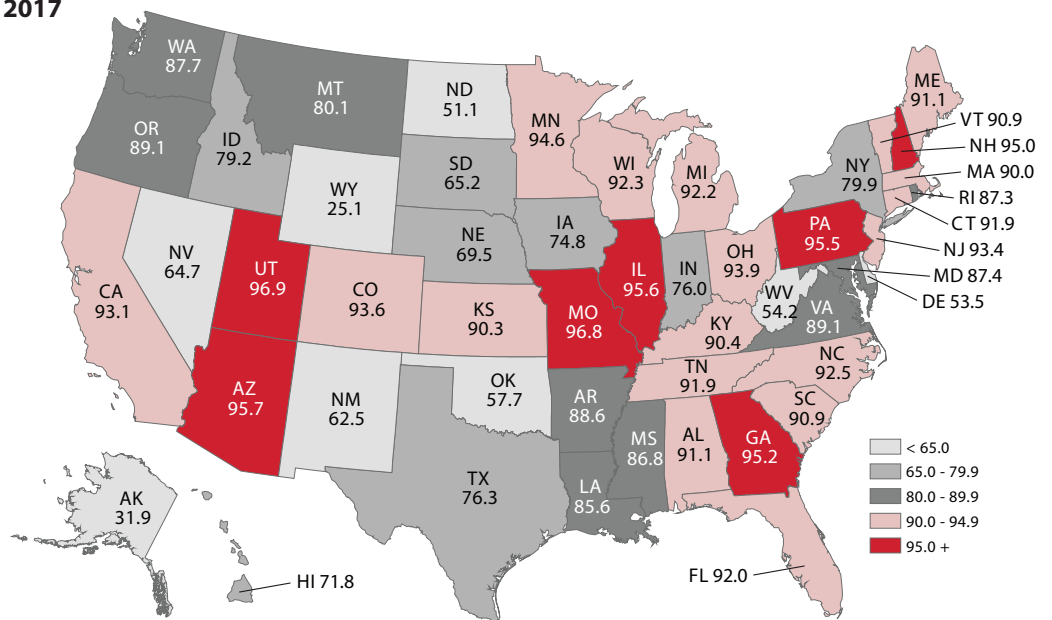 2017
WA
87.7
MT
80.1
ND
51.1
MN
94.6
ME
91.1
VT 90.9
NH 95.0
MA 90.0
RI 87.3
CT 91.9
NJ 93.4
MD 87.4
DE 53.5
OR
89.1
ID
79.2
SD
65.2
WI
92.3
MI
92.2
NY
79.9
WY
25.1
NE
69.5
IA
74.8
PA
95.5
NV
64.7
UT
96.9
CO
93.6
KS
90.3
MO
96.8
IL
95.6
IN
76.0
OH
93.9
WV
54.2
VA
89.1
CA
93.1
KY
90.4
NC
92.5
TN
91.9
SC
90.9
AZ
95.7
NM
62.5
OK
57.7
AR
88.6
MS
86.8
AL
91.1
GA
95.2
TX
76.3
LA
85.6
AK
31.9
HI 71.8
FL 92.0
< 65.0
65.0 - 79.9
80.0 - 89.9
90.0 - 94.9
95.0 +